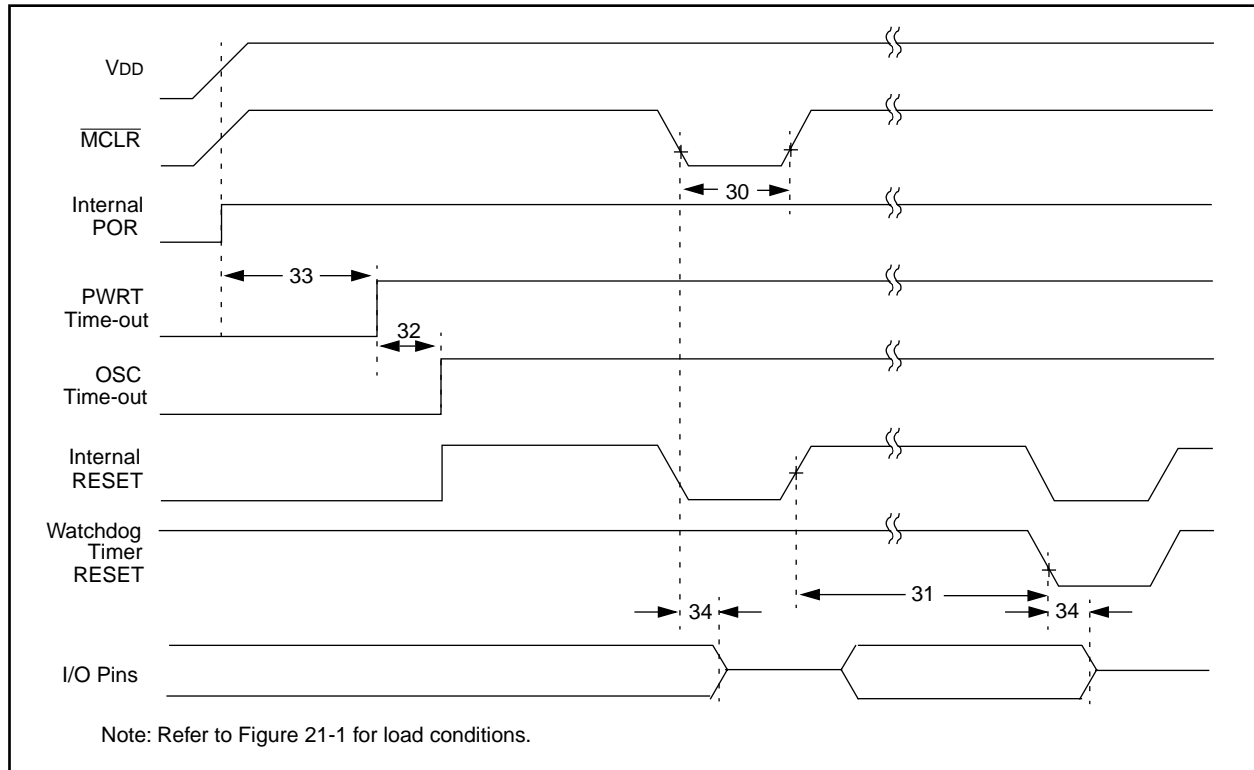 VDD
MCLR
30
Internal
POR
33
PWRT
Time-out
32
OSC
Time-out
Internal
RESET
Watchdog
Timer
RESET
31
34
34
I/O Pins
Note: Refer to Figure 21-1 for load conditions.